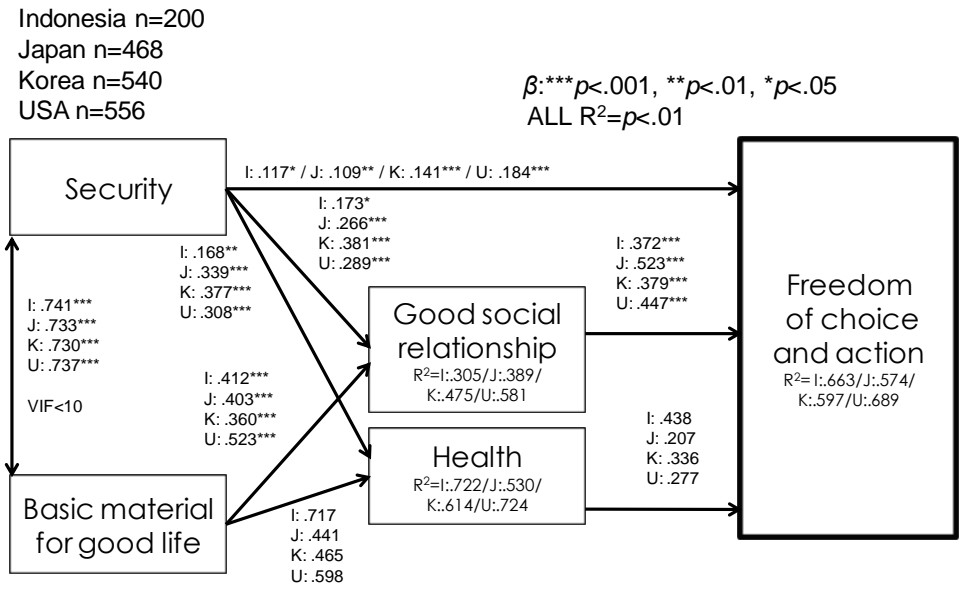 Indonesia n=200
Japan n=468
Korea n=540
USA n=556
β:***p<.001, **p<.01, *p<.05
ALL R²=p<.01
Security
I: .117* / J: .109** / K: .141*** / U: .184***
I: .173*
J: .266***
K: .381***
U: .289***
I: .168**
J: .339***
K: .377***
U: .308***
I: .372***
J: .523***
K: .379***
U: .447***
I: .741***
J: .733***
K: .730***
U: .737***
VIF<10
Good social
relationship
R²=I:.305/J:.389/
K:.475/U:.581
Freedom
of choice
and action
R²= I:.663/J:.574/
K:.597/U:.689
I: .412***
J: .403***
K: .360***
U: .523***
I: .438
J: .207
K: .336
U: .277
Health
R²=I:.722/J:.530/
K:.614/U:.724
Basic material
for good life
I: .717
J: .441
K: .465
U: .598